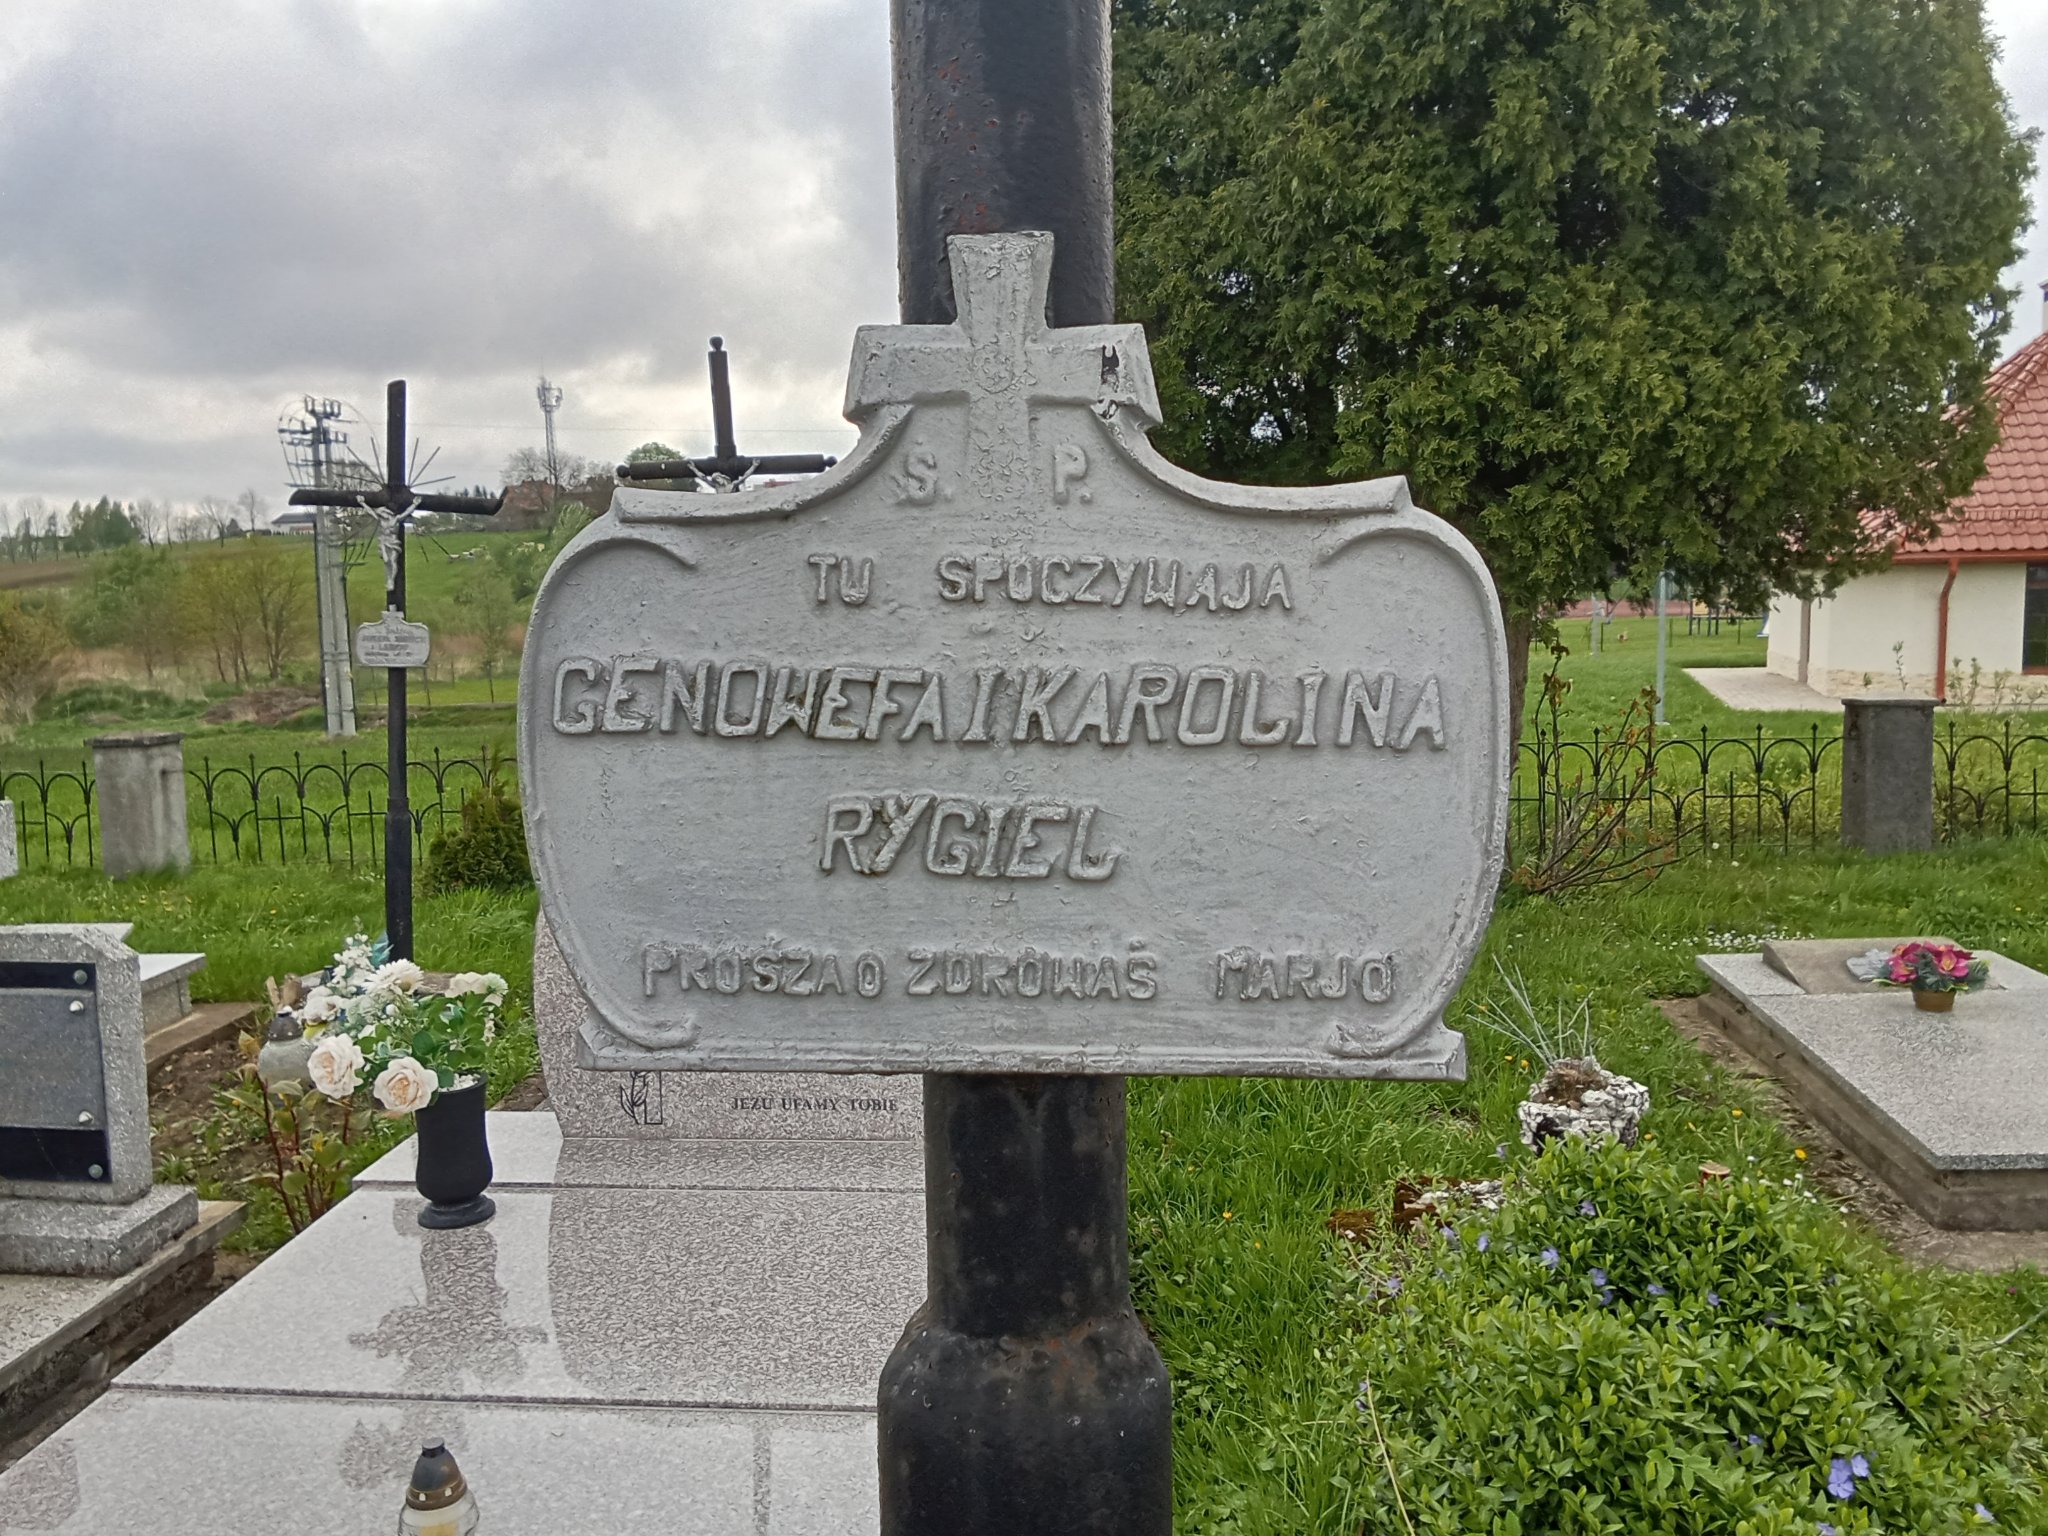 S. P.
TU SPOCZYWAJA
GENOWEFA I KAROLINA
RYGIEL
PROSZA O ZDROWAŚ MARJO
JEZU UFAMY TOBIE